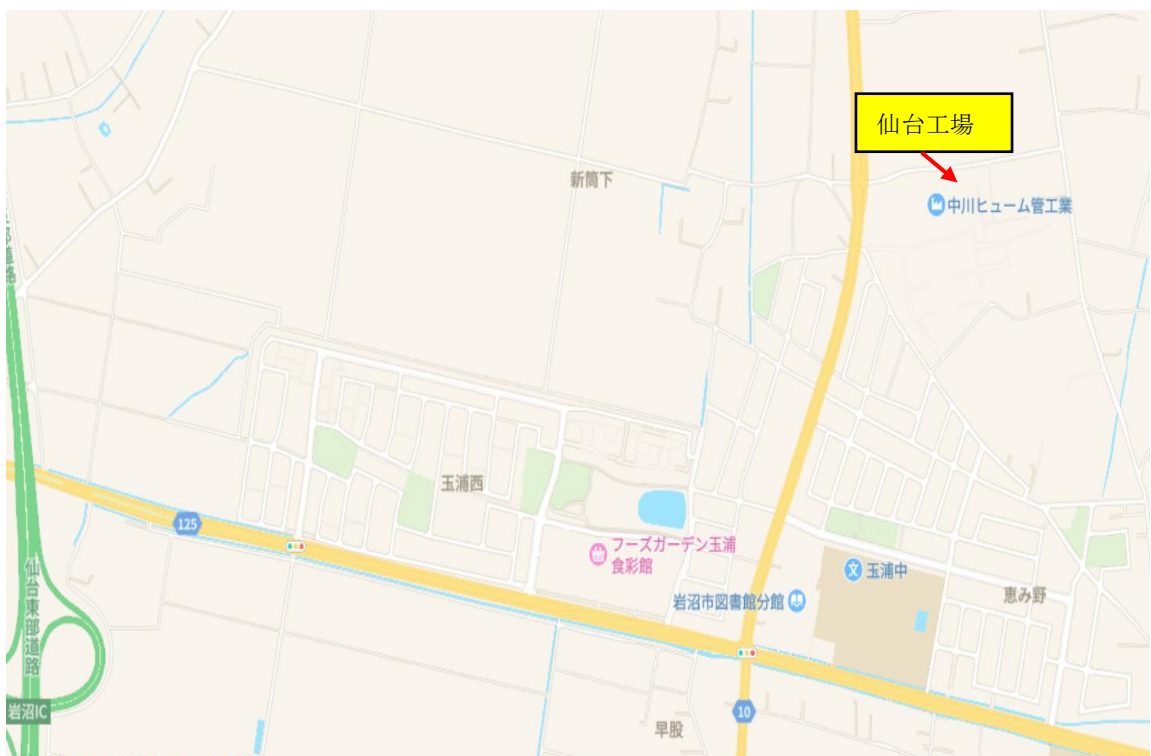 仙台工場
新筒下
中川ヒューム管工業
玉浦西
125
フーズガーデン玉浦
食彩館
玉浦中
岩沼市図書館分館
恵み野
仙台東部道路
岩沼IC
10
早股